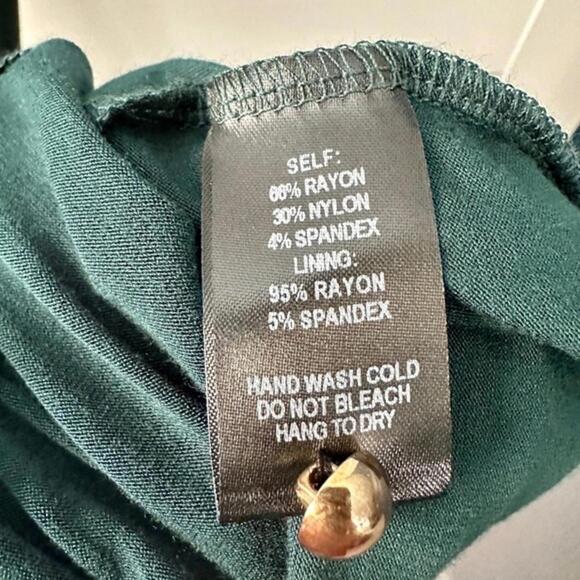 SELF:
66% RAYON
30% NYLON
4% SPANDEX
LINING:
95% RAYON
5% SPANDEX
HAND WASH COLD
DO NOT BLEACH
HANG TO DRY